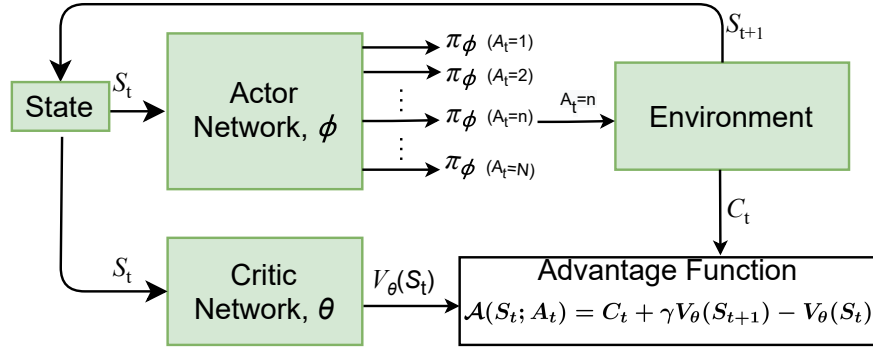 S_{t+1}
S_t
State
Actor
Network, ϕ
π_ϕ (A_t=1)
π_ϕ (A_t=2)
⋮
π_ϕ (A_t=n)
⋮
π_ϕ (A_t=N)
A_t=n
Environment
C_t
S_t
Critic
Network, θ
V_θ(S_t)
Advantage Function
𝒜(S_t; A_t) = C_t + γV_θ(S_{t+1}) − V_θ(S_t)